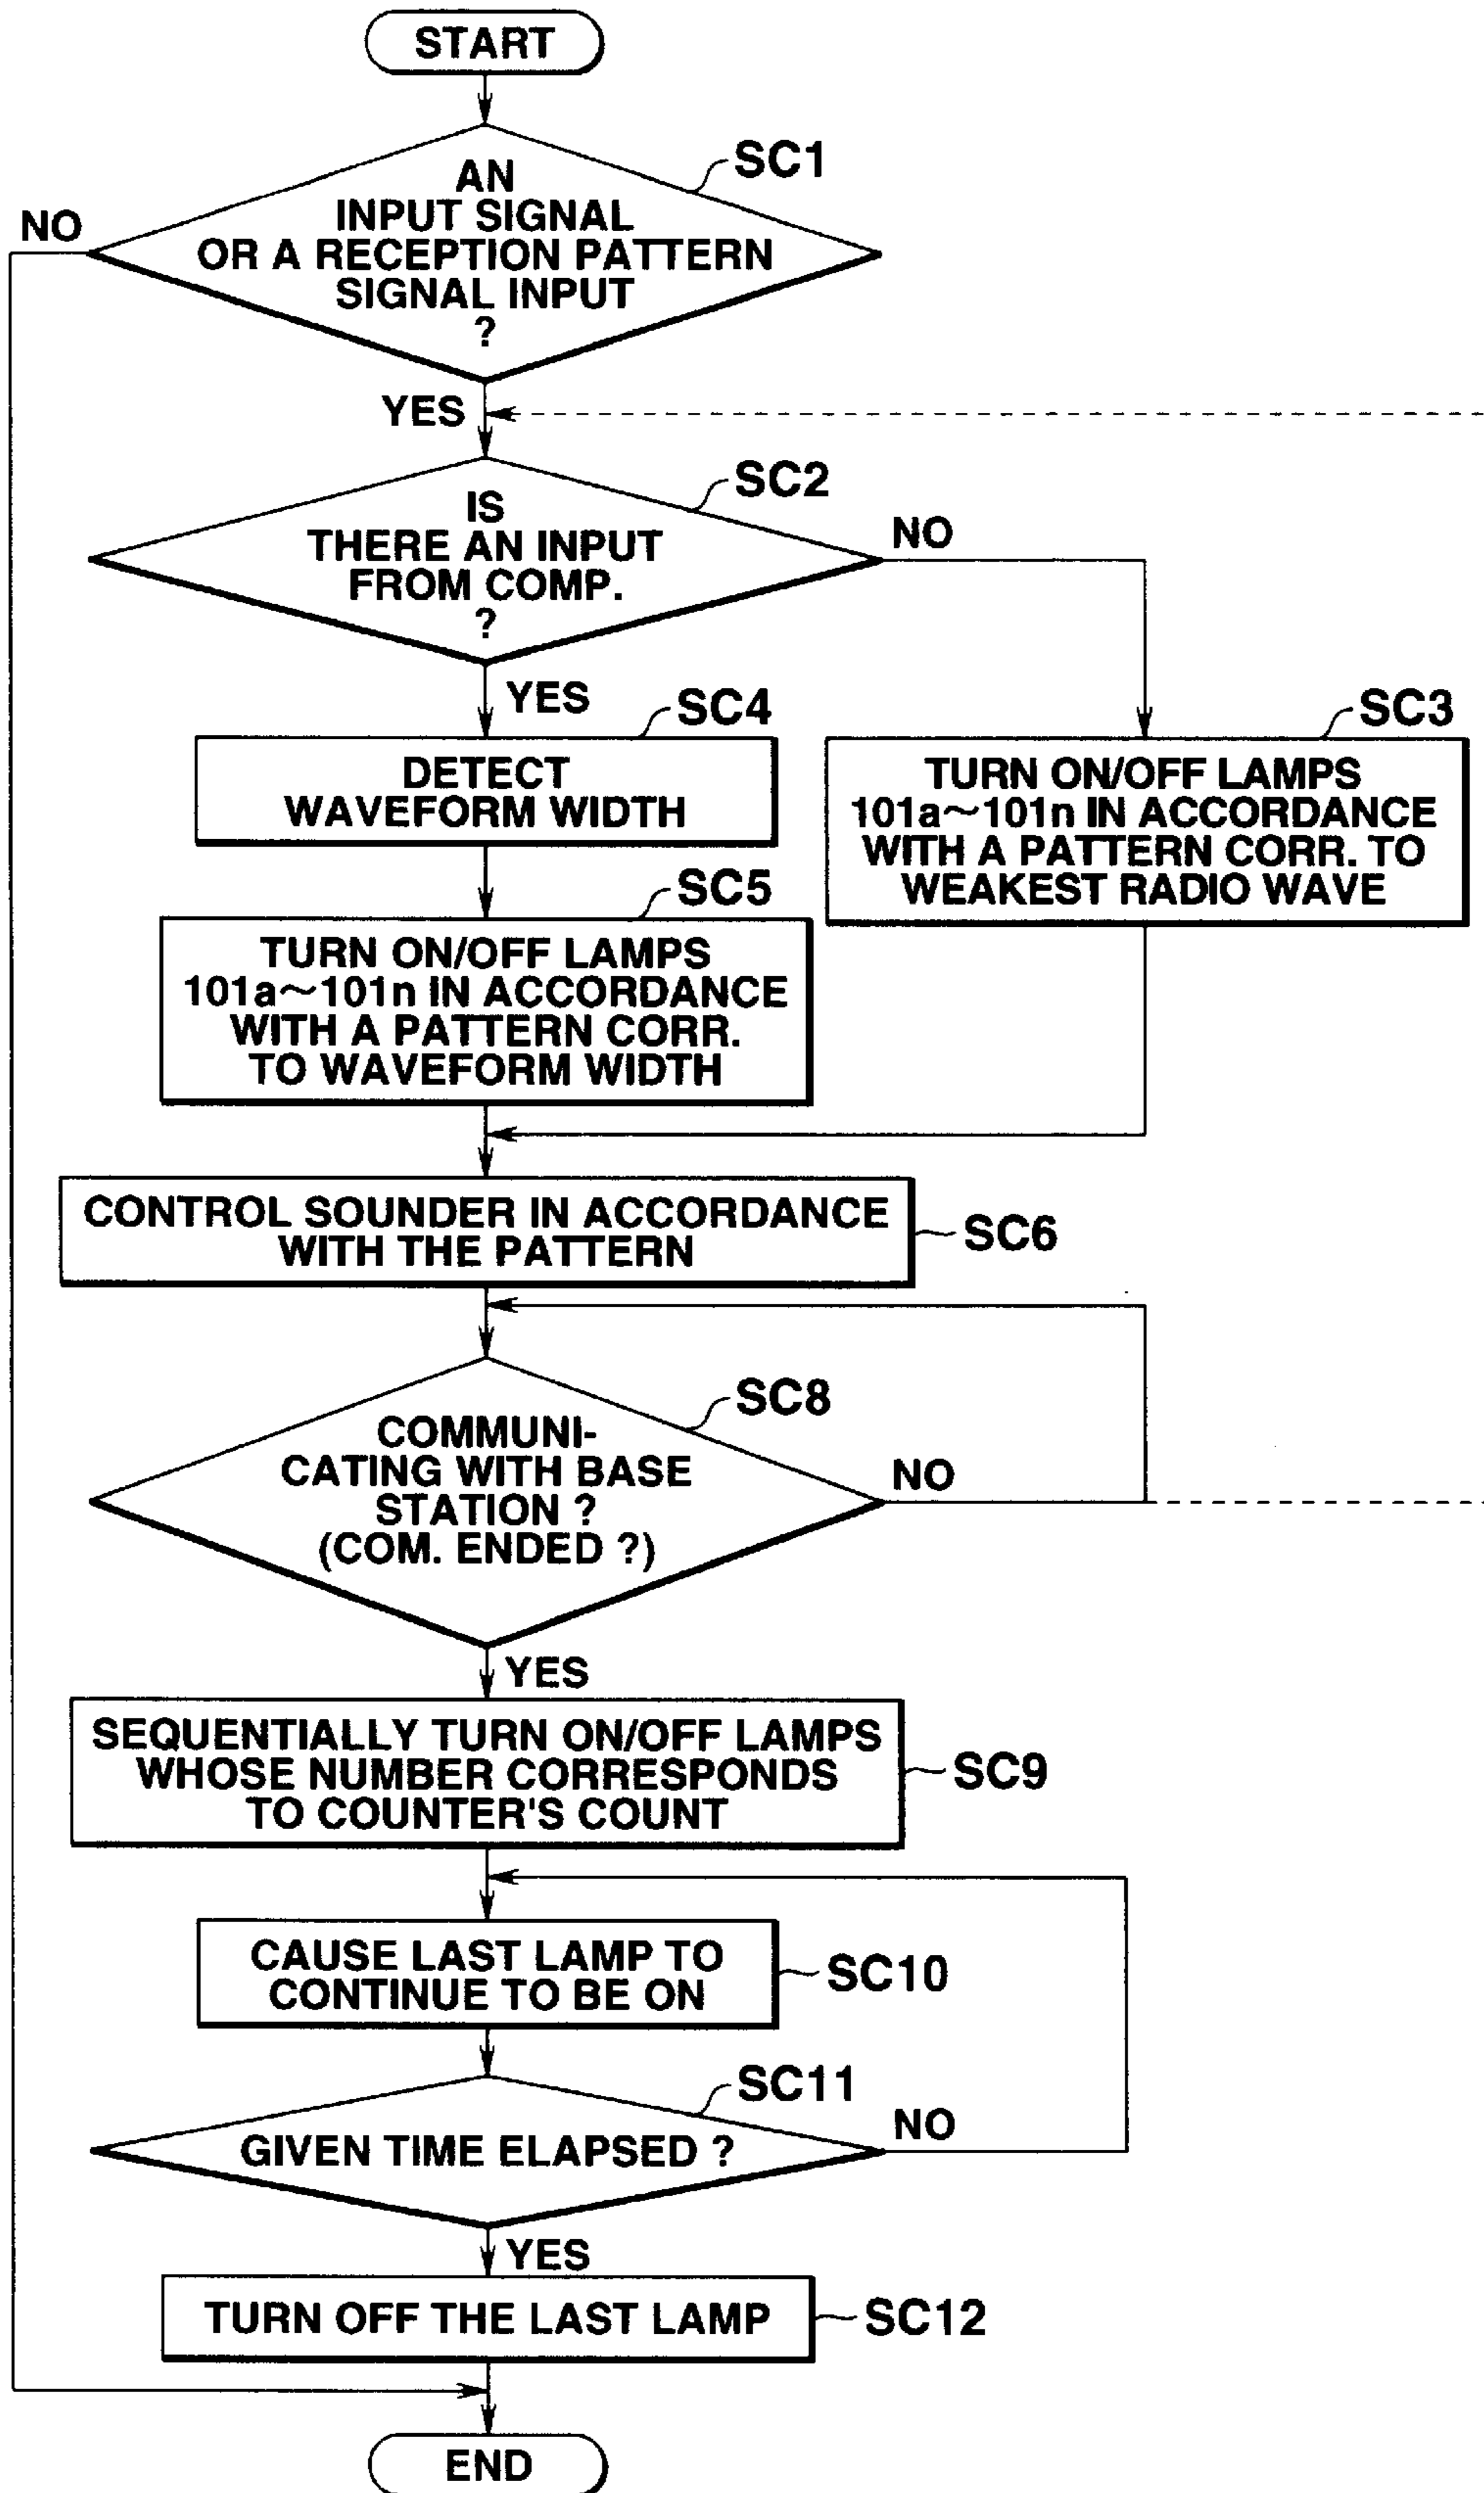 START
SC1
AN
INPUT SIGNAL
OR A RECEPTION PATTERN
SIGNAL INPUT
?
NO
YES
SC2
IS
THERE AN INPUT
FROM COMP.
?
NO
YES
SC4
DETECT
WAVEFORM WIDTH
SC3
TURN ON/OFF LAMPS
101a~101n IN ACCORDANCE
WITH A PATTERN CORR. TO
WEAKEST RADIO WAVE
SC5
TURN ON/OFF LAMPS
101a~101n IN ACCORDANCE
WITH A PATTERN CORR.
TO WAVEFORM WIDTH
CONTROL SOUNDER IN ACCORDANCE
WITH THE PATTERN
SC6
SC8
COMMUNI-
CATING WITH BASE
STATION ?
(COM. ENDED ?)
NO
YES
SEQUENTIALLY TURN ON/OFF LAMPS
WHOSE NUMBER CORRESPONDS
TO COUNTER'S COUNT
SC9
CAUSE LAST LAMP TO
CONTINUE TO BE ON
SC10
SC11
GIVEN TIME ELAPSED ?
NO
YES
TURN OFF THE LAST LAMP
SC12
END